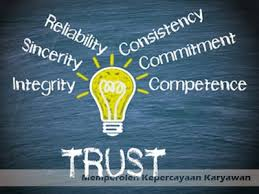 Reliability
Consistency
Sincerity
Commitment
Integrity
Competence
TRUST
Memperoleh Kepercayaan Karyawan